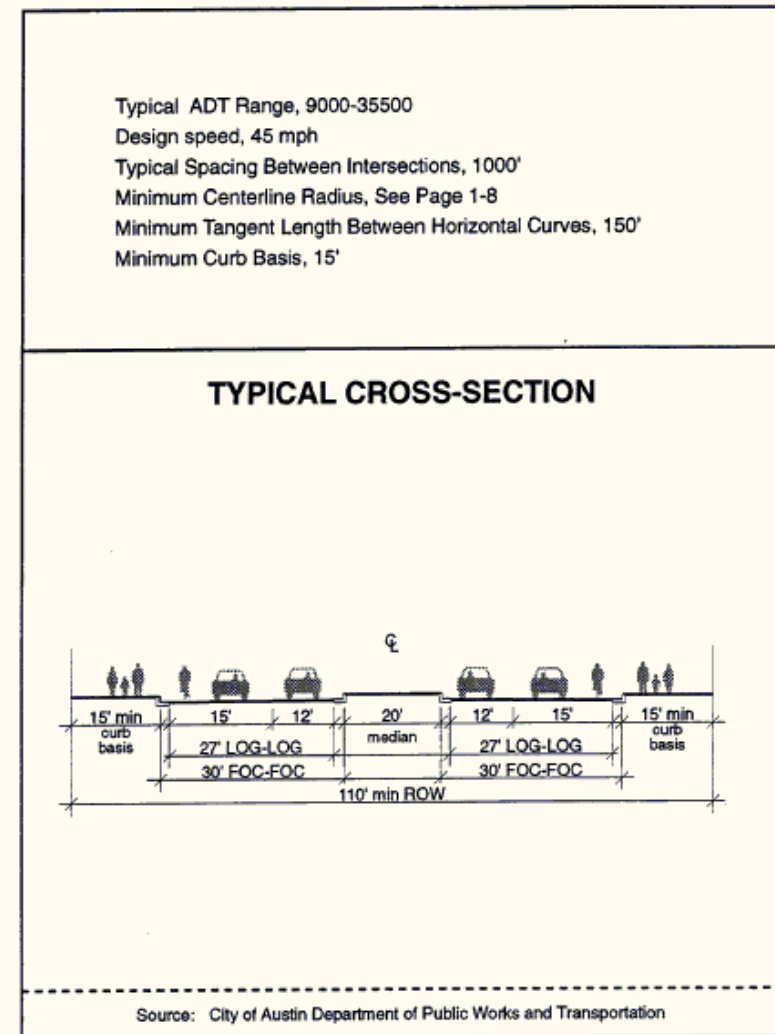 Typical ADT Range, 9000-35500
Design speed, 45 mph
Typical Spacing Between Intersections, 1000'
Minimum Centerline Radius, See Page 1-8
Minimum Tangent Length Between Horizontal Curves, 150'
Minimum Curb Basis, 15'
TYPICAL CROSS-SECTION
℄
15' min 15' 12' 20' 12' 15' 15' min
curb median curb
basis basis
27' LOG-LOG 27' LOG-LOG
30' FOC-FOC 30' FOC-FOC
110' min ROW
Source: City of Austin Department of Public Works and Transportation